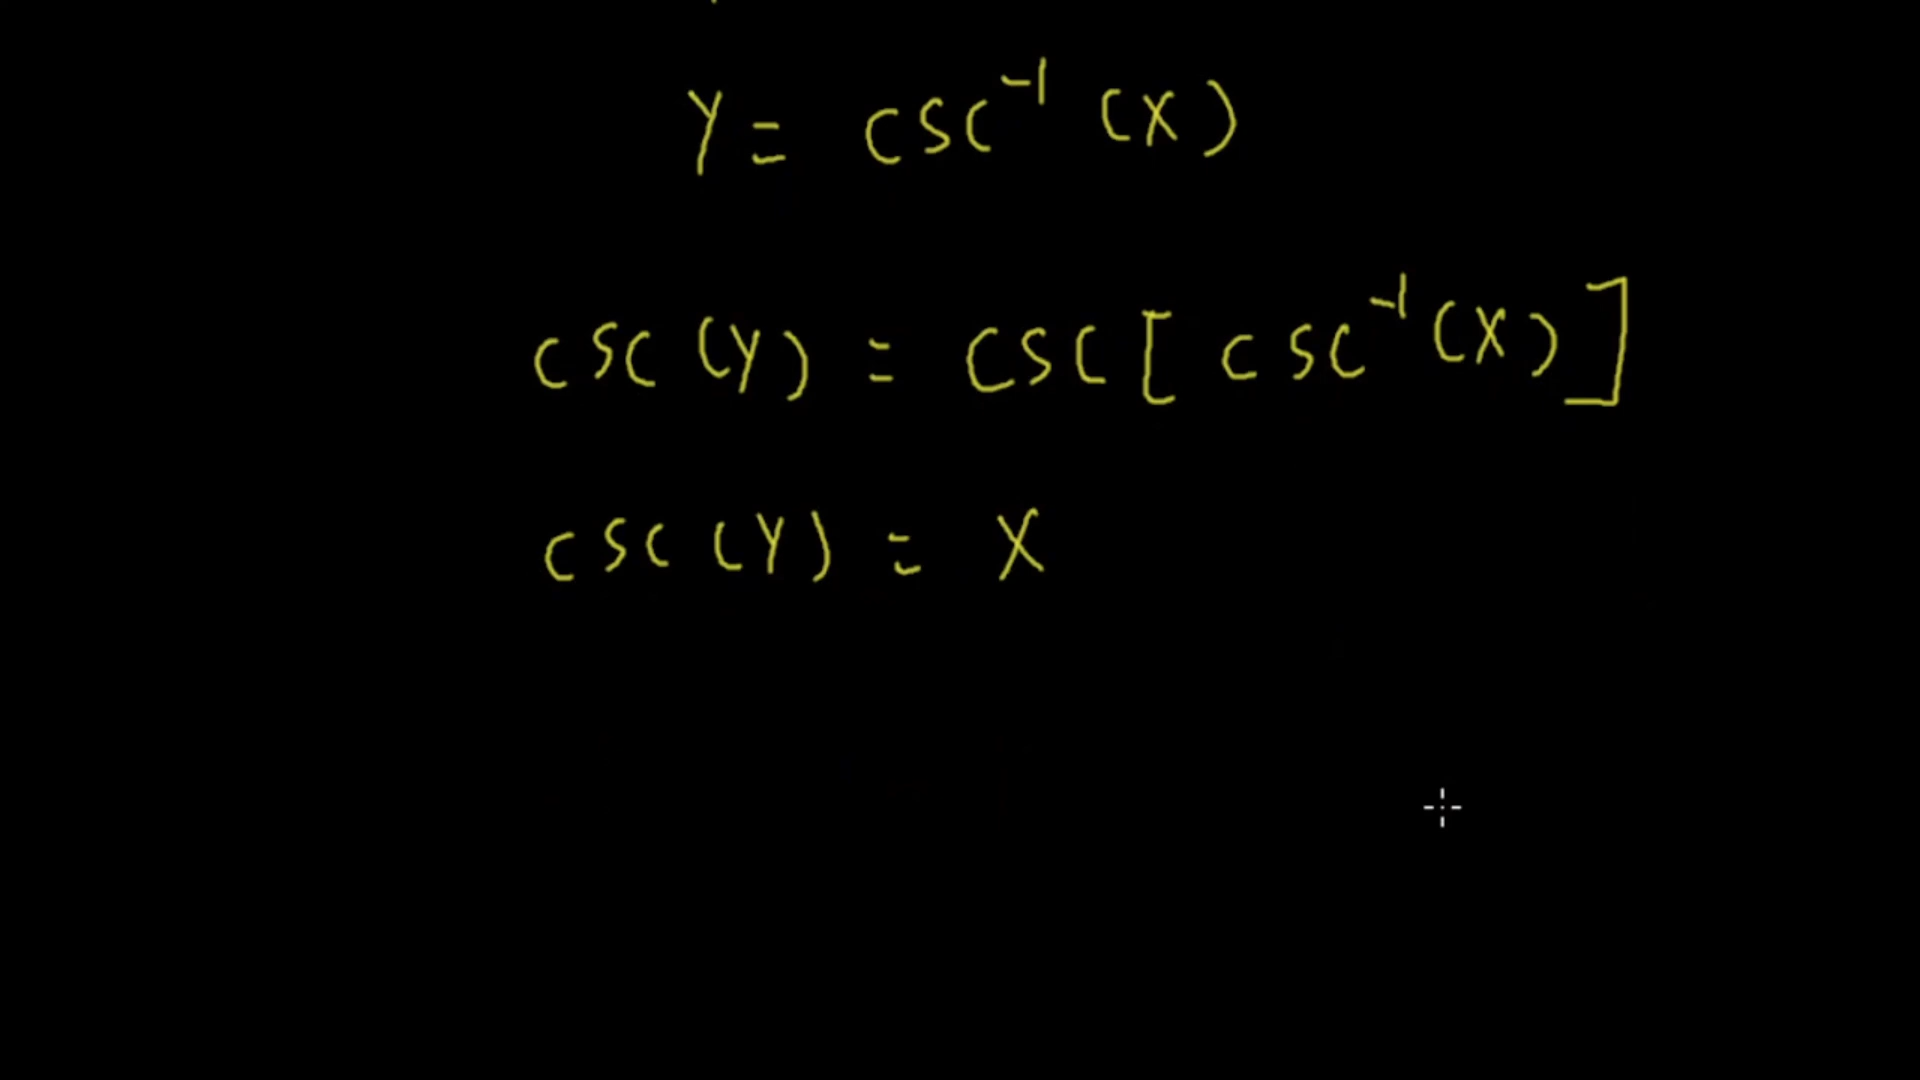 Y = csc⁻¹ (X)
csc (Y) = csc [ csc⁻¹ (X) ]
csc (Y) = X